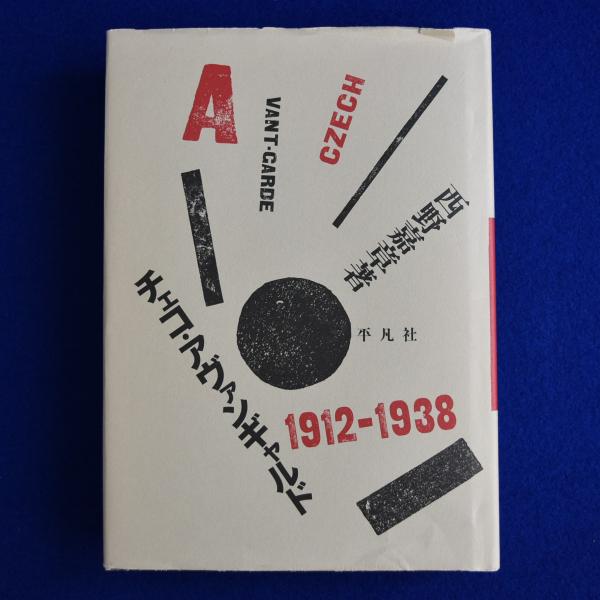 A
VANT-GARDE
CZECH
西野嘉章著
チェコ・アヴァンギャルド
平凡社
1912-1938